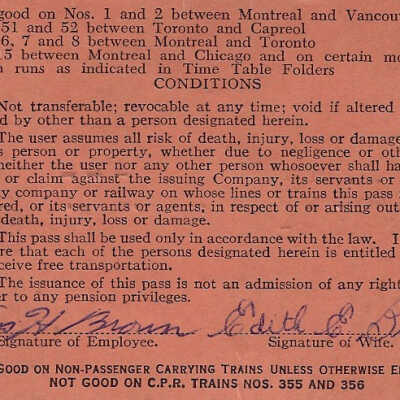 good on Nos. 1 and 2 between Montreal and Vancou
51 and 52 between Toronto and Capreol
6, 7 and 8 between Montreal and Toronto
15 between Montreal and Chicago and on certain mo
n runs as indicated in Time Table Folders
CONDITIONS
Not transferable; revocable at any time; void if altered
d by other than a person designated herein.
The user assumes all risk of death, injury, loss or damage
s person or property, whether due to negligence or oth
neither the user nor any other person whosoever shall ha
or claim against the issuing Company, its servants or
y company or railway on whose lines or trains this pass
red, or its servants or agents, in respect of or arising out
death, injury, loss or damage.
This pass shall be used only in accordance with the law. I
re that each of the persons designated herein is entitled
ceive free transportation.
The issuance of this pass is not an admission of any right
er to any pension privileges.
H Brown Edith E
Signature of Employee. Signature of Wife.
GOOD ON NON-PASSENGER CARRYING TRAINS UNLESS OTHERWISE E
NOT GOOD ON C.P.R. TRAINS NOS. 355 AND 356